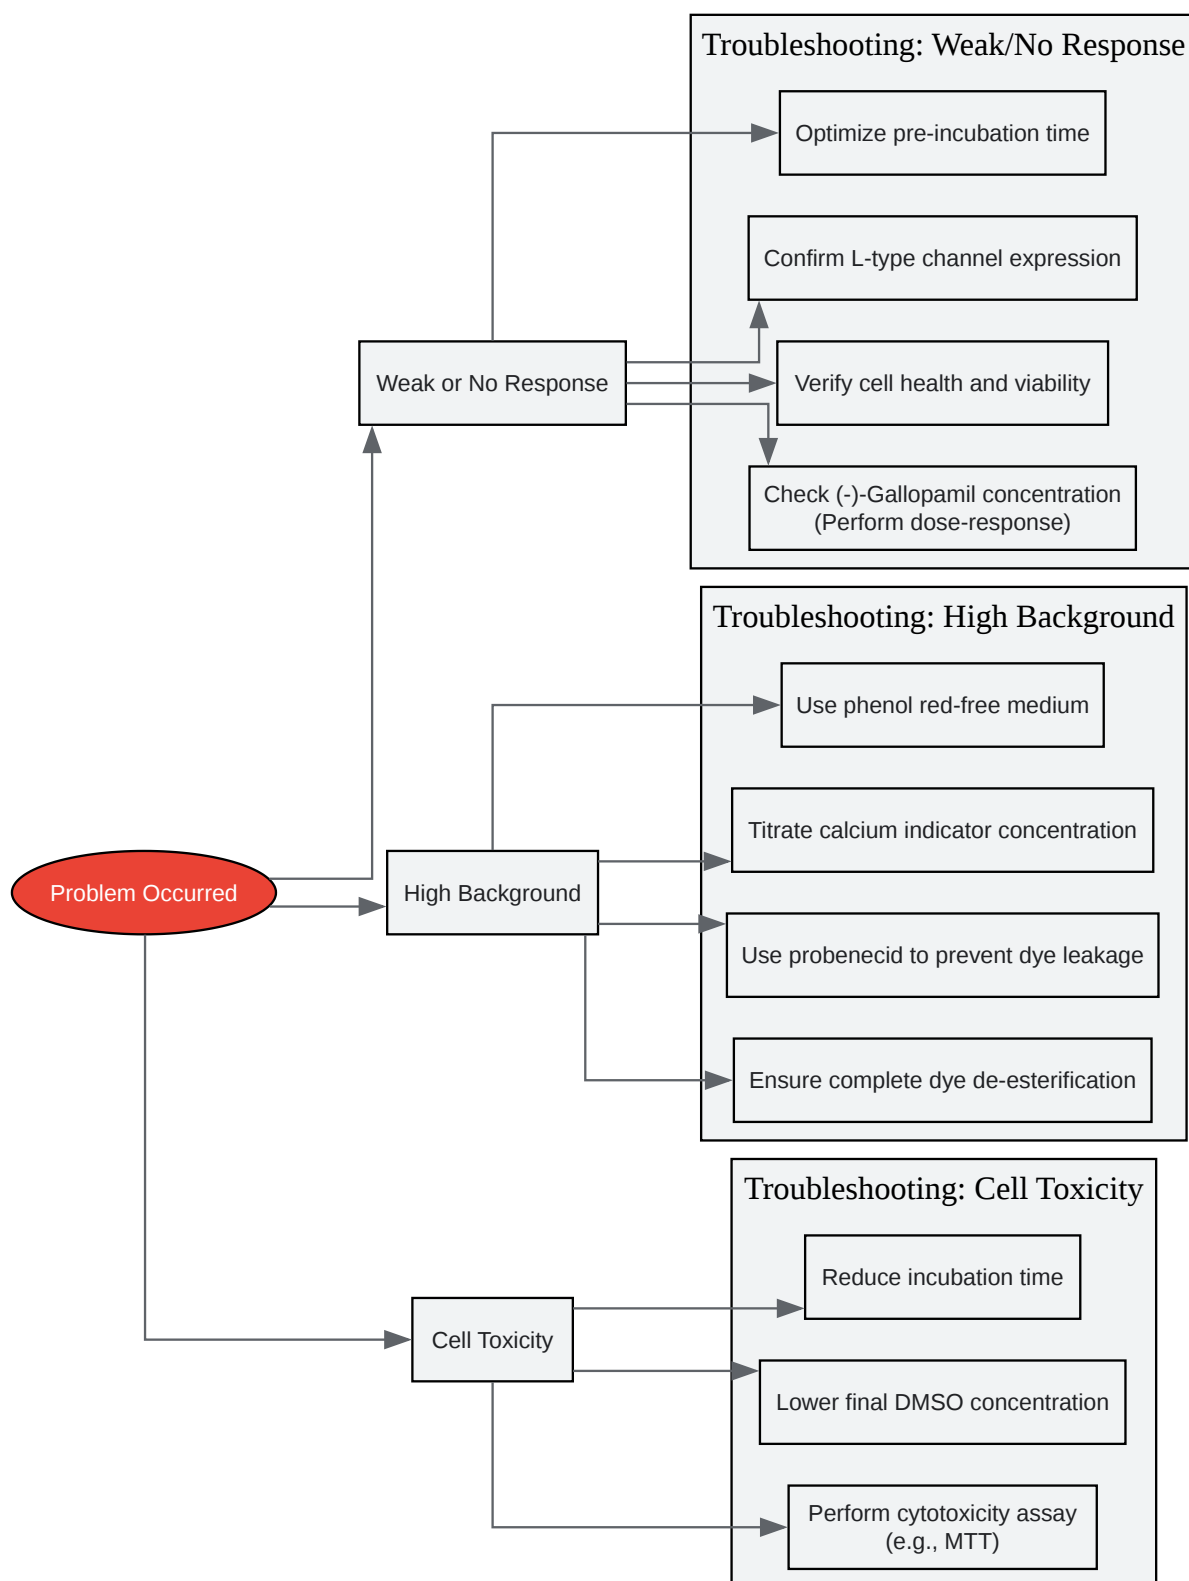 Troubleshooting: Weak/No Response
Optimize pre-incubation time
Confirm L-type channel expression
Weak or No Response
Verify cell health and viability
Check (-)-Gallopamil concentration
(Perform dose-response)
Troubleshooting: High Background
Use phenol red-free medium
Titrate calcium indicator concentration
Problem Occurred
High Background
Use probenecid to prevent dye leakage
Ensure complete dye de-esterification
Troubleshooting: Cell Toxicity
Reduce incubation time
Cell Toxicity
Lower final DMSO concentration
Perform cytotoxicity assay
(e.g., MTT)